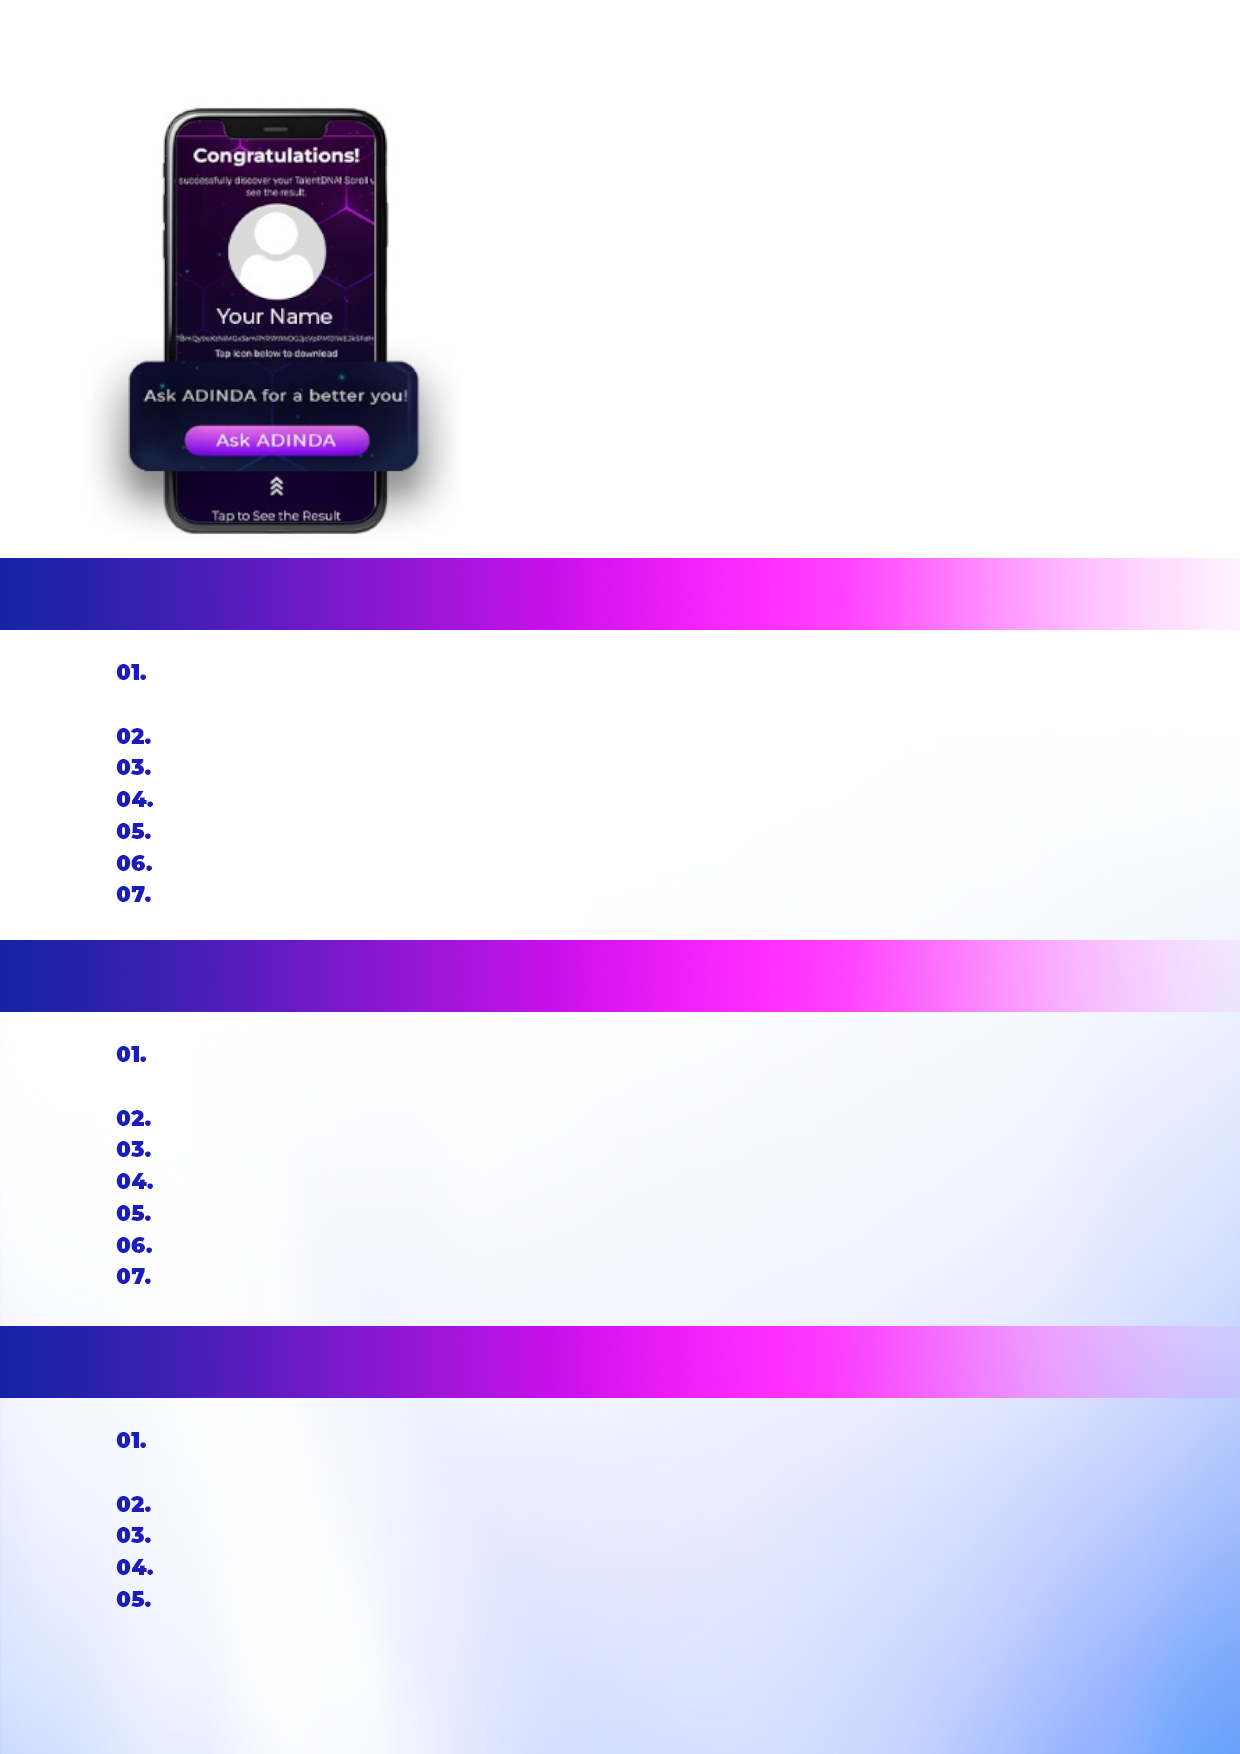 Congratulations!
successfully discover your TalentDNA! Scroll
see the result.
Your Name
Tap icon below to download
Ask ADINDA for a better you!
Ask ADINDA
Tap to See the Result
01.
02.
03.
04.
05.
06.
07.
01.
02.
03.
04.
05.
06.
07.
01.
02.
03.
04.
05.